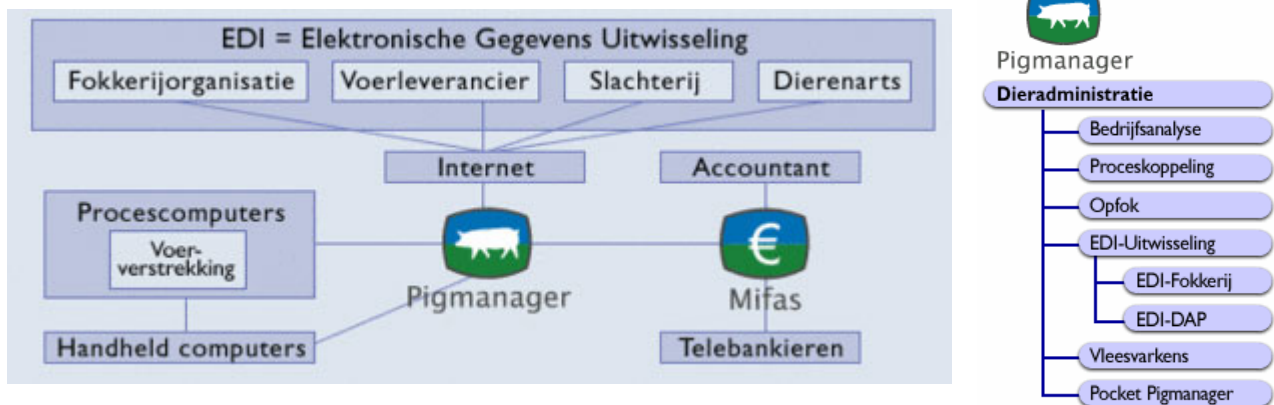 EDI = Elektronische Gegevens Uitwisseling
Fokkerijorganisatie
Voerleverancier
Slachterij
Dierenarts
Internet
Accountant
Procescomputers
Voer-
verstrekking
Pigmanager
€
Mifas
Handheld computers
Telebankieren
Pigmanager
Dieradministratie
Bedrijfsanalyse
Proceskoppeling
Opfok
EDI-Uitwisseling
EDI-Fokkerij
EDI-DAP
Vleesvarkens
Pocket Pigmanager